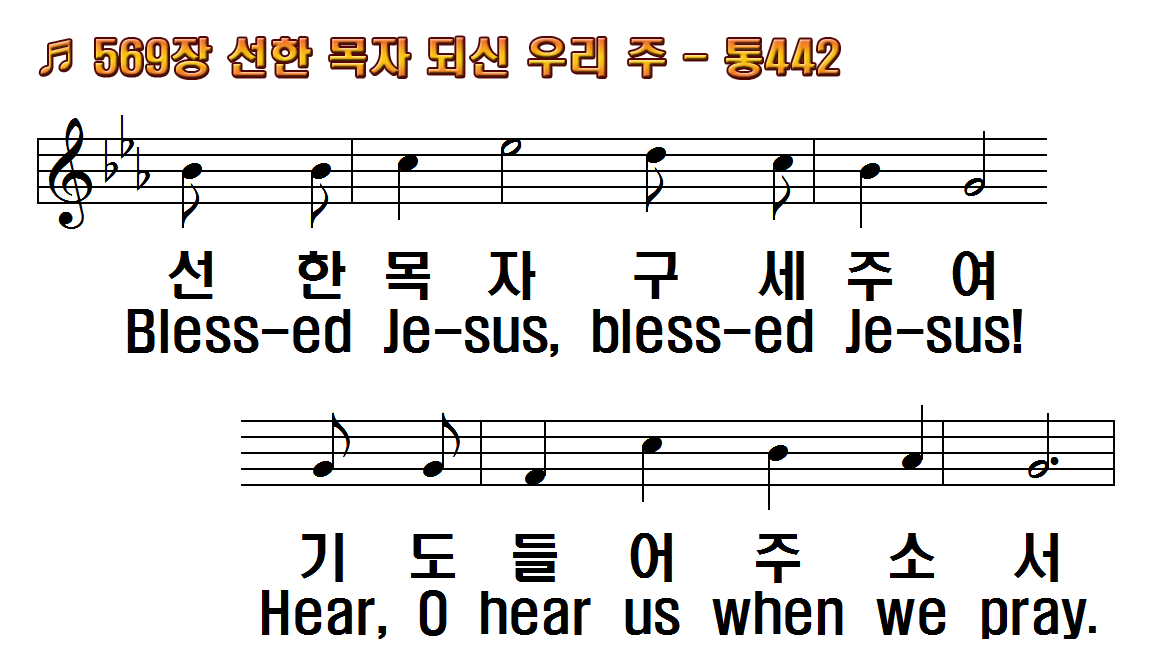 ♬ 569장 선한 목자 되신 우리 주 - 통442
선 한 목 자 구 세 주 여
Bless-ed Je-sus, bless-ed Je-sus!
기 도 들 어 주 소 서
Hear, O hear us when we pray.